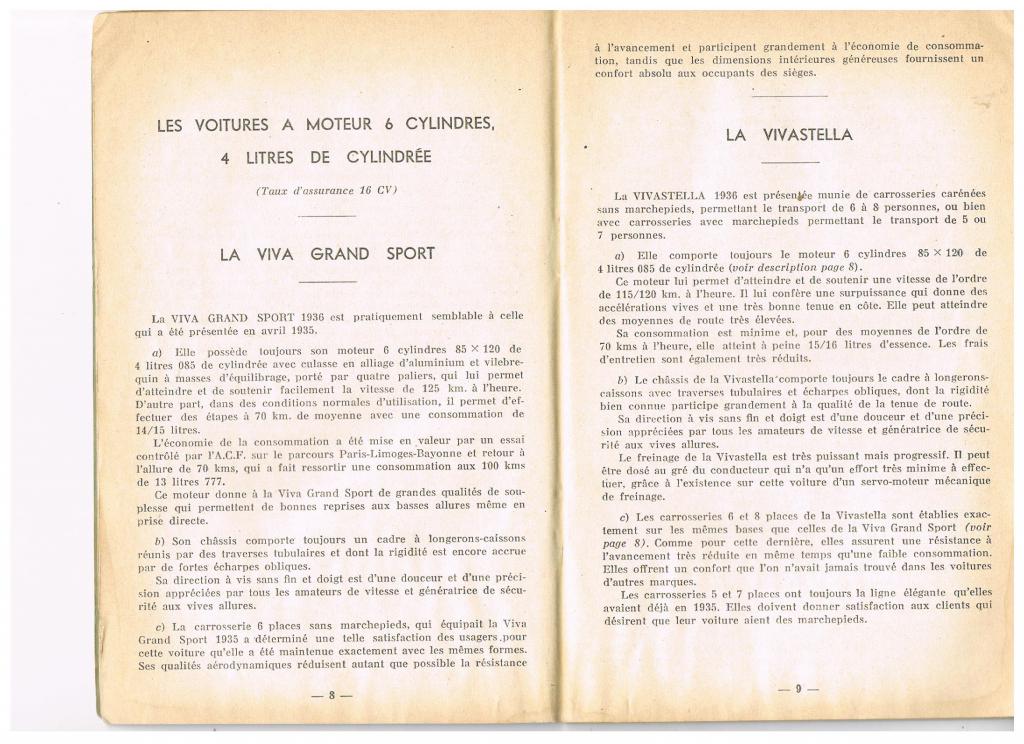 LES VOITURES A MOTEUR 6 CYLINDRES,
4 LITRES DE CYLINDRÉE
(Taux d'assurance 16 CV)
LA VIVA GRAND SPORT
La VIVA GRAND SPORT 1936 est pratiquement semblable à celle
qui a été présentée en avril 1935.
a) Elle possède toujours son moteur 6 cylindres 85 × 120 de
4 litres 085 de cylindrée avec culasse en alliage d'aluminium et vilebre-
quin à masses d'équilibrage, porté par quatre paliers, qui lui permet
d'atteindre et de soutenir facilement la vitesse de 125 km. à l'heure.
D'autre part, dans des conditions normales d'utilisation, il permet d'ef-
fectuer des étapes à 70 km. de moyenne avec une consommation de
14/15 litres.
L'économie de la consommation a été mise en valeur par un essai
contrôlé par l'A.C.F. sur le parcours Paris-Limoges-Bayonne et retour à
l'allure de 70 kms, qui a fait ressortir une consommation aux 100 kms
de 13 litres 777.
Ce moteur donne à la Viva Grand Sport de grandes qualités de sou-
plesse qui permettent de bonnes reprises aux basses allures même en
prise directe.
b) Son châssis comporte toujours un cadre à longerons-caissons
réunis par des traverses tubulaires et dont la rigidité est encore accrue
par de fortes écharpes obliques.
Sa direction à vis sans fin et doigt est d'une douceur et d'une préci-
sion appréciées par tous les amateurs de vitesse et génératrice de sécu-
rité aux vives allures.
c) La carrosserie 6 places sans marchepieds, qui équipait la Viva
Grand Sport 1935 a déterminé une telle satisfaction des usagers pour
cette voiture qu'elle a été maintenue exactement avec les mêmes formes.
Ses qualités aérodynamiques réduisent autant que possible la résistance
— 8 —
à l'avancement et participent grandement à l'économie de consomma-
tion, tandis que les dimensions intérieures généreuses fournissent un
confort absolu aux occupants des sièges.
LA VIVASTELLA
La VIVASTELLA 1936 est présentée munie de carrosseries carénées
sans marchepieds, permettant le transport de 6 à 8 personnes, ou bien
avec carrosseries avec marchepieds permettant le transport de 5 ou
7 personnes.
a) Elle comporte toujours le moteur 6 cylindres 85 × 120 de
4 litres 085 de cylindrée (voir description page 8).
Ce moteur lui permet d'atteindre et de soutenir une vitesse de l'ordre
de 115/120 km. à l'heure. Il lui confère une surpuissance qui donne des
accélérations vives et une très bonne tenue en côte. Elle peut atteindre
des moyennes de route très élevées.
Sa consommation est minime et, pour des moyennes de l'ordre de
70 kms à l'heure, elle atteint à peine 15/16 litres d'essence. Les frais
d'entretien sont également très réduits.
b) Le châssis de la Vivastella comporte toujours le cadre à longerons-
caissons avec traverses tubulaires et écharpes obliques, dont la rigidité
bien connue participe grandement à la qualité de la tenue de route.
Sa direction à vis sans fin et doigt est d'une douceur et d'une préci-
sion appréciées par tous les amateurs de vitesse et génératrice de sécu-
rité aux vives allures.
Le freinage de la Vivastella est très puissant mais progressif. Il peut
être dosé au gré du conducteur qui n'a qu'un effort très minime à effec-
tuer, grâce à l'existence sur cette voiture d'un servo-moteur mécanique
de freinage.
c) Les carrosseries 6 et 8 places de la Vivastella sont établies exac-
tement sur les mêmes bases que celles de la Viva Grand Sport (voir
page 8). Comme pour cette dernière, elles assurent une résistance à
l'avancement très réduite en même temps qu'une faible consommation.
Elles offrent un confort que l'on n'avait jamais trouvé dans les voitures
d'autres marques.
Les carrosseries 5 et 7 places ont toujours la ligne élégante qu'elles
avaient déjà en 1935. Elles doivent donner satisfaction aux clients qui
désirent que leur voiture aient des marchepieds.
— 9 —